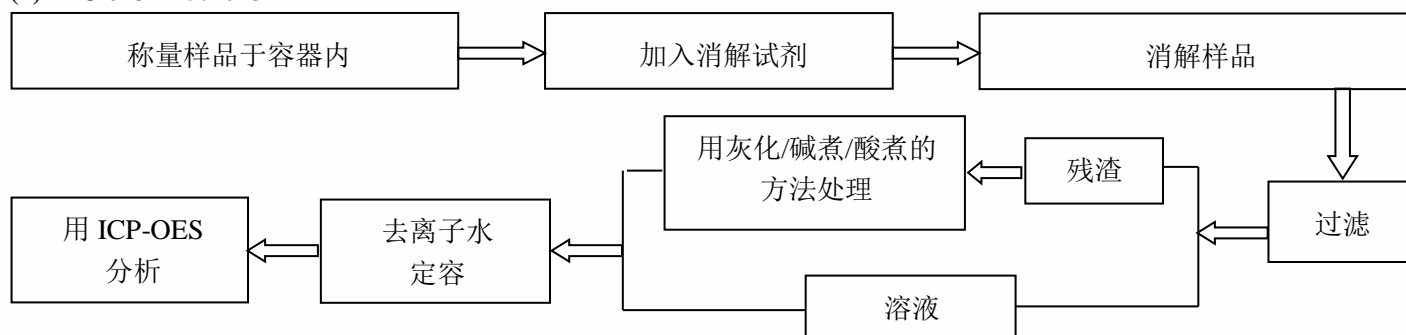 称量样品于容器内
加入消解试剂
消解样品
用灰化/碱煮/酸煮的
方法处理
残渣
过滤
用 ICP-OES
分析
去离子水
定容
溶液